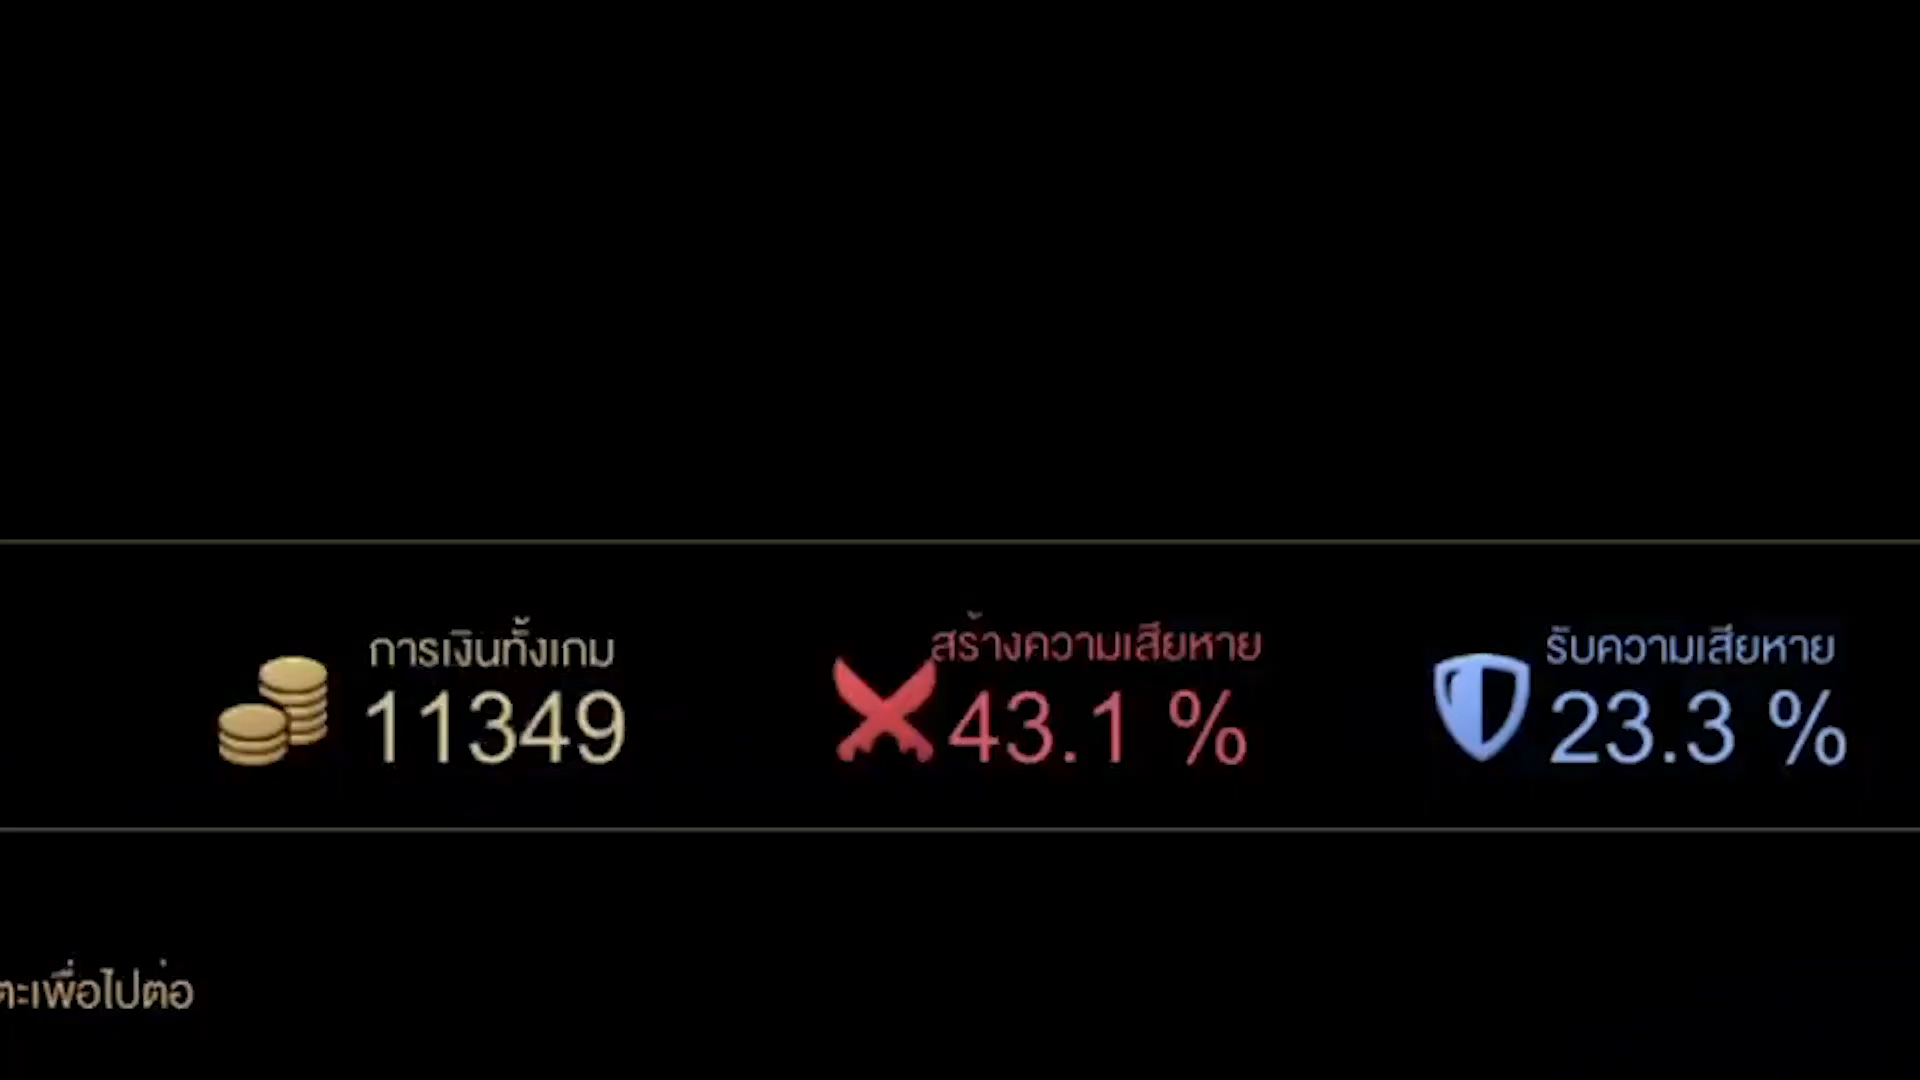 การเงินทั้งเกม
11349
สร้างความเสียหาย
43.1 %
รับความเสียหาย
23.3 %
ตะเพื่อไปต่อ